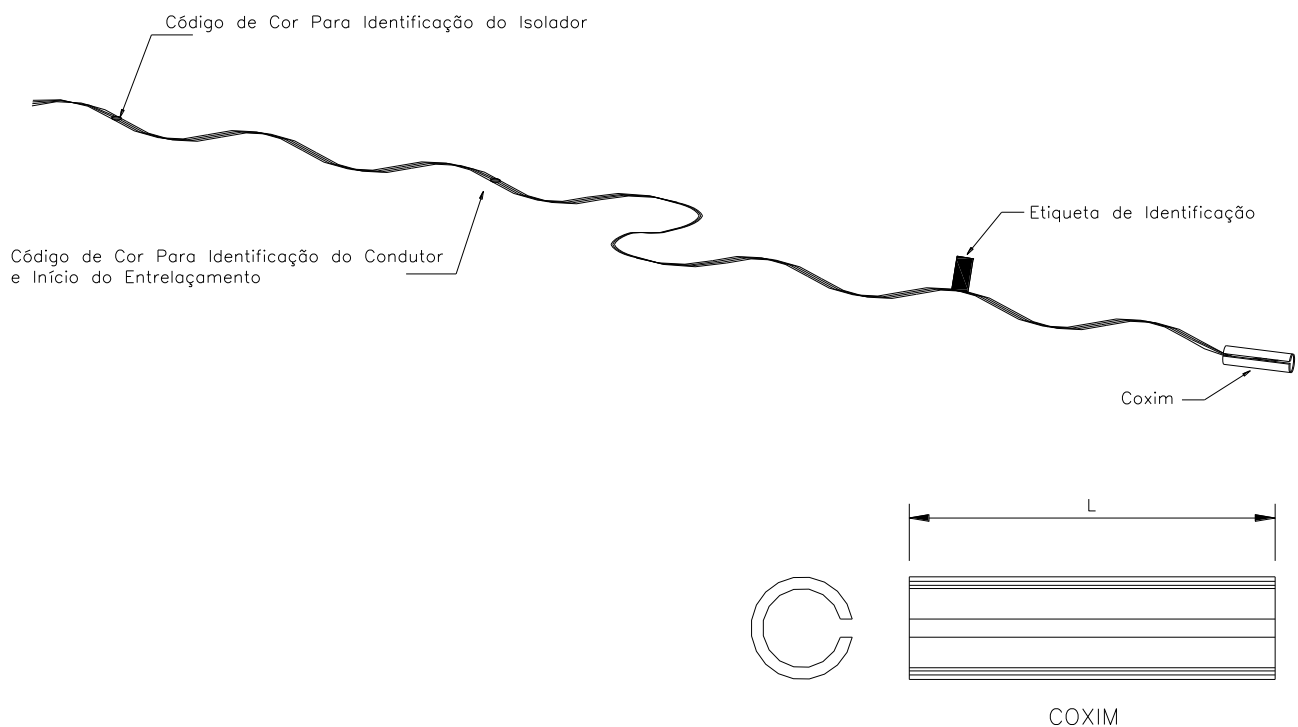 Código de Cor Para Identificação do Isolador
Etiqueta de Identificação
Código de Cor Para Identificação do Condutor
e Início do Entrelaçamento
Coxim
L
COXIM